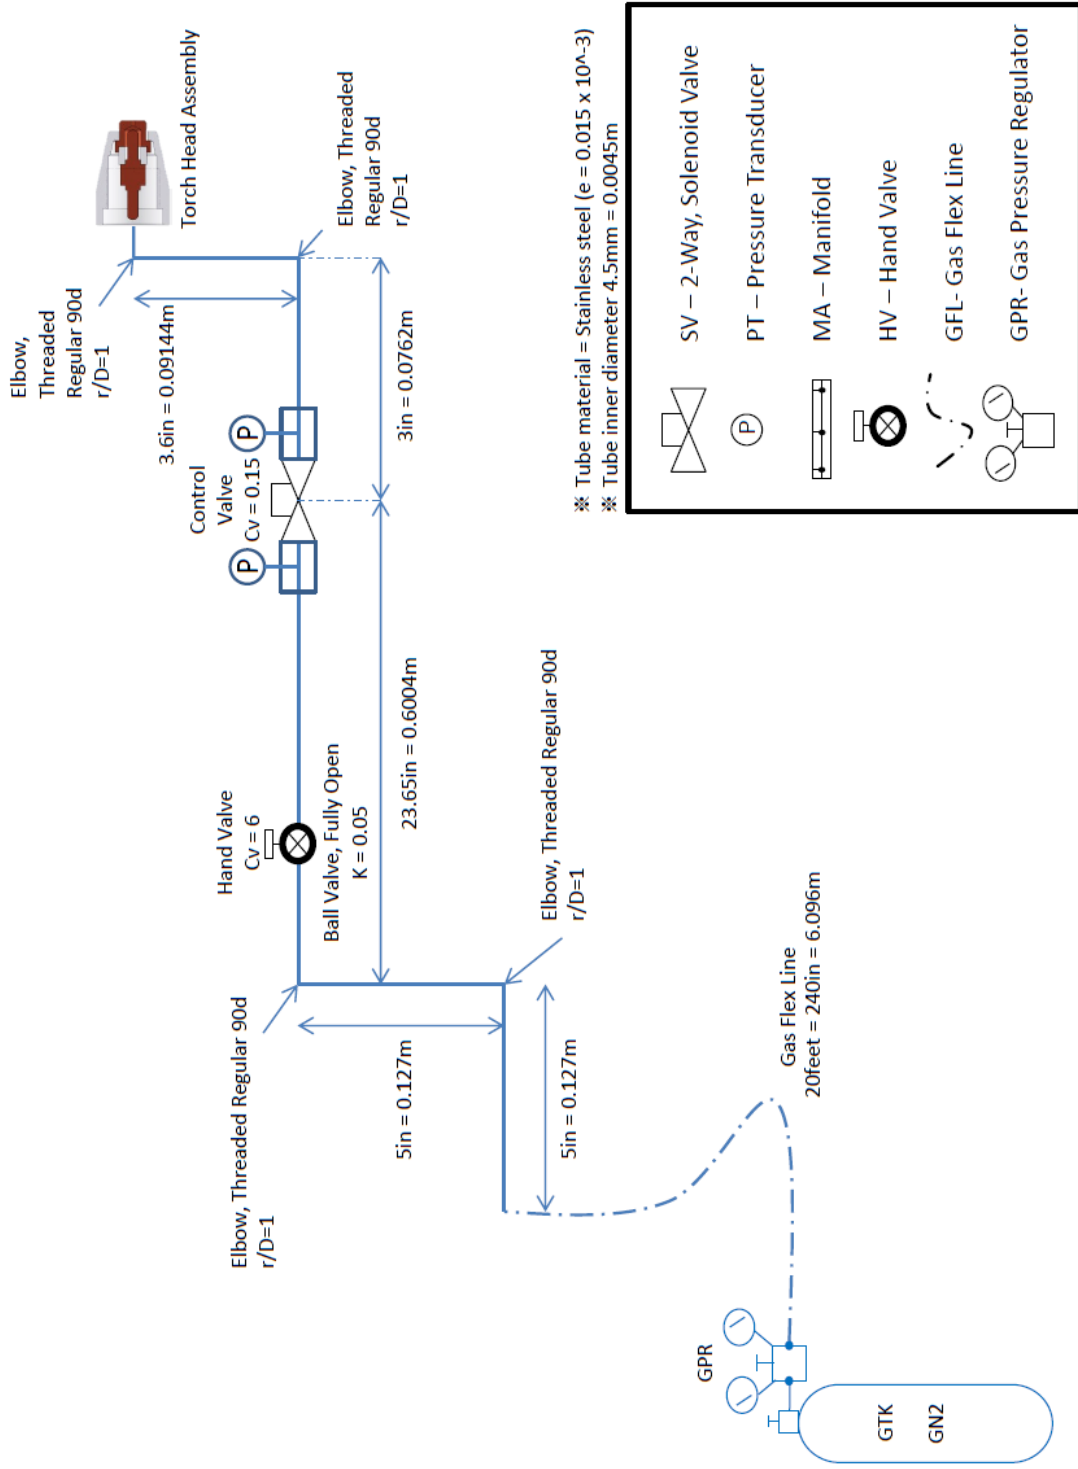 Elbow,
Threaded
Regular 90d
r/D=1
3.6in = 0.09144m
Torch Head Assembly
Elbow, Threaded
Regular 90d
r/D=1
Control
Valve
Cv = 0.15
P
P
3in = 0.0762m
Hand Valve
Cv = 6
Ball Valve, Fully Open
K = 0.05
23.65in = 0.6004m
Elbow, Threaded Regular 90d
r/D=1
Elbow, Threaded Regular 90d
r/D=1
5in = 0.127m
5in = 0.127m
Gas Flex Line
20feet = 240in = 6.096m
GPR
GTK
GN2
※ Tube material = Stainless steel (e = 0.015 x 10^-3)
※ Tube inner diameter 4.5mm = 0.0045m
SV – 2-Way, Solenoid Valve
P
PT – Pressure Transducer
MA – Manifold
HV – Hand Valve
GFL- Gas Flex Line
GPR- Gas Pressure Regulator